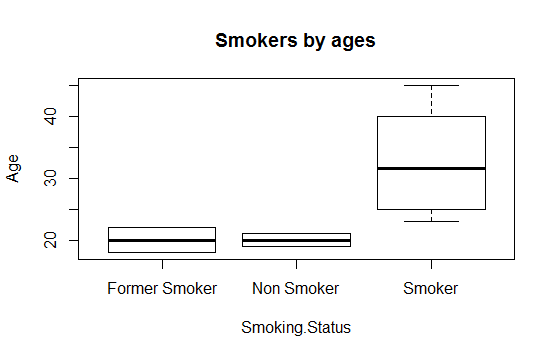 Smokers by ages
Age
40
30
20
Former Smoker
Non Smoker
Smoker
Smoking.Status